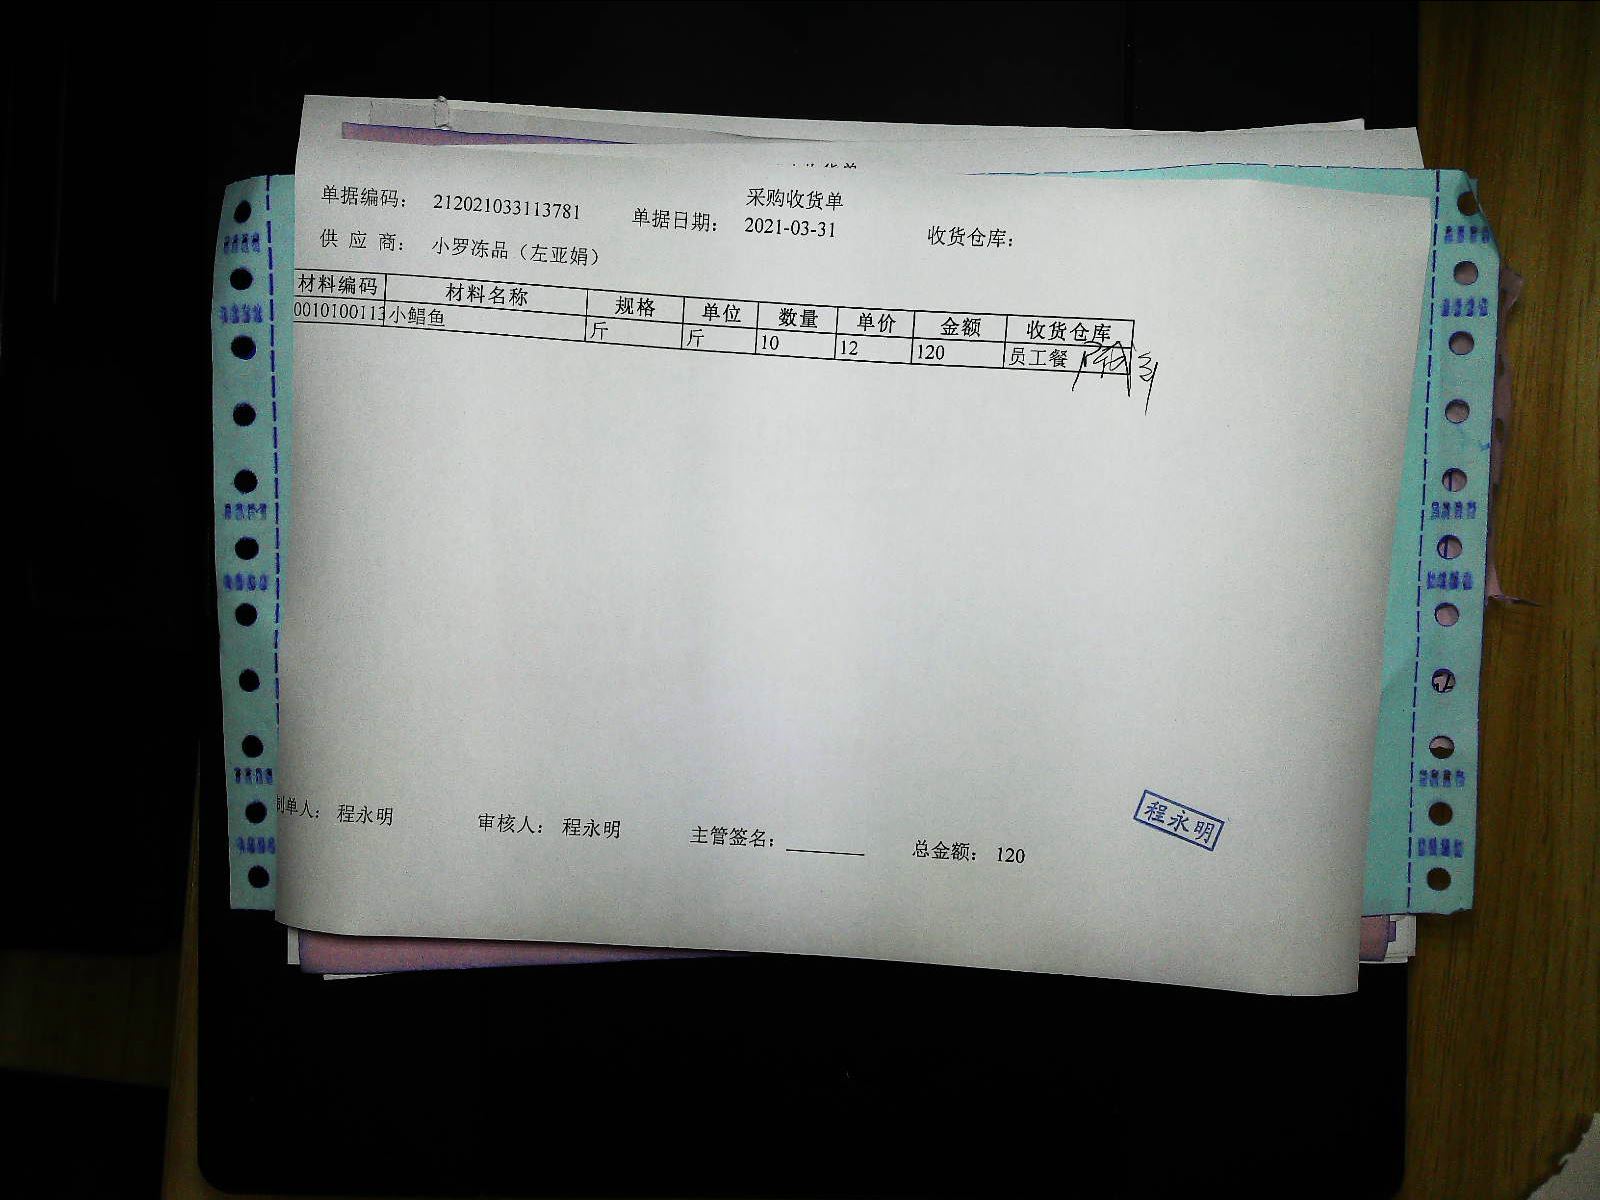 采购收货单
单据编码： 212021033113781 单据日期： 2021-03-31 收货仓库：
供 应 商： 小罗冻品（左亚娟）
材料编码 材料名称 规格 单位 数量 单价 金额 收货仓库
0010100113 小鲳鱼 斤 斤 10 12 120 员工餐
制单人： 程永明 审核人： 程永明 主管签名： 总金额： 120
程永明